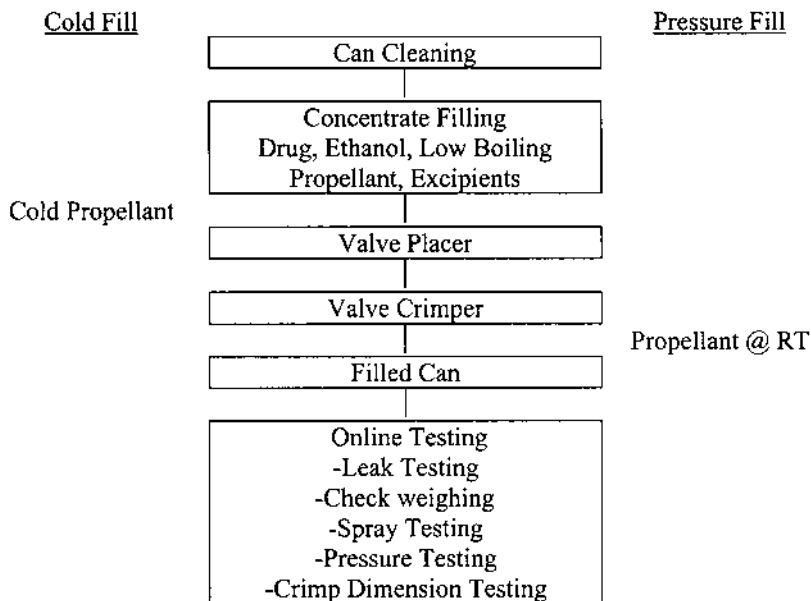 Cold Fill
Pressure Fill
Can Cleaning
Concentrate Filling
Drug, Ethanol, Low Boiling
Propellant, Excipients
Cold Propellant
Valve Placer
Valve Crimper
Propellant @ RT
Filled Can
Online Testing
-Leak Testing
-Check weighing
-Spray Testing
-Pressure Testing
-Crimp Dimension Testing